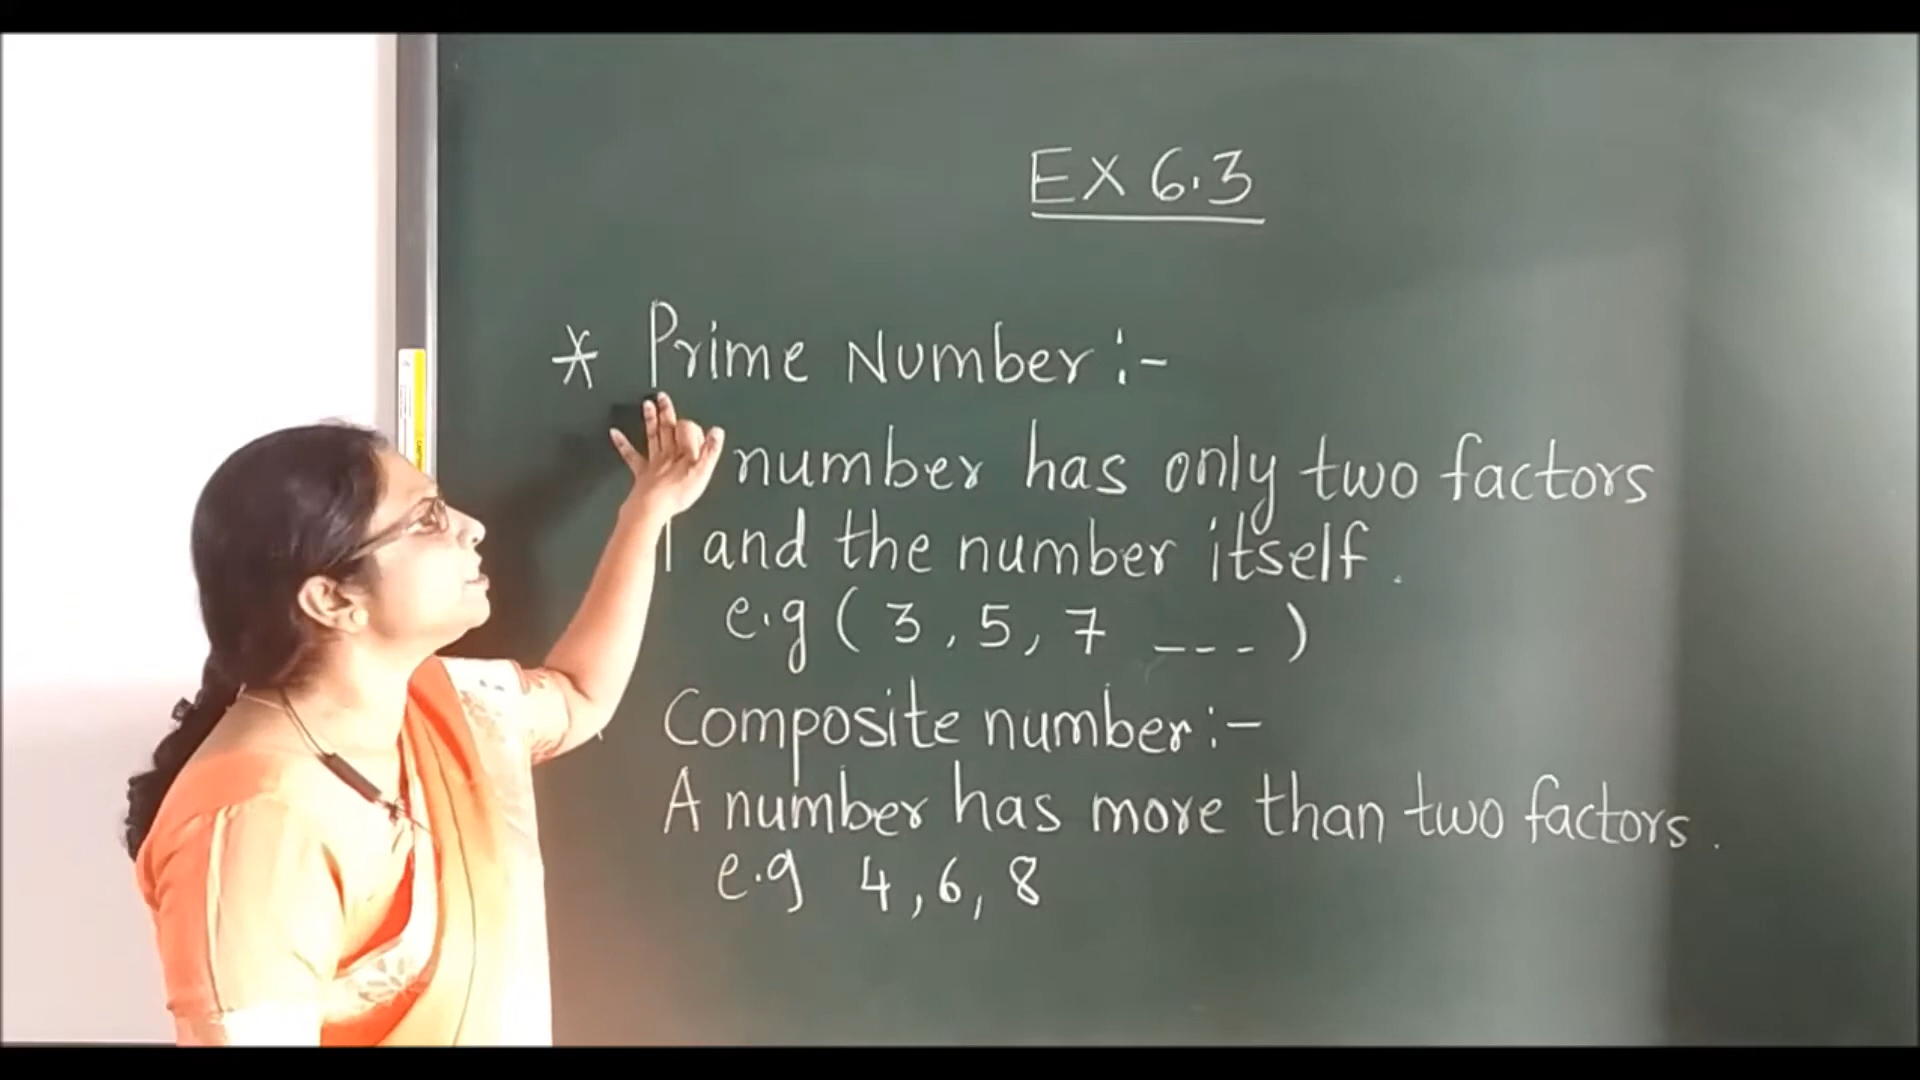 EX 6.3
* Prime Number :-
number has only two factors
1 and the number itself.
e.g ( 3, 5, 7 --- )
Composite number :-
A number has more than two factors.
e.g 4, 6, 8